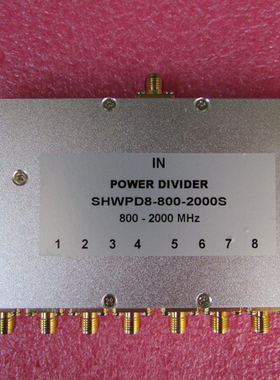 IN
POWER DIVIDER
SHWPD8-800-2000S
800 - 2000 MHz
1 2 3 4 5 6 7 8